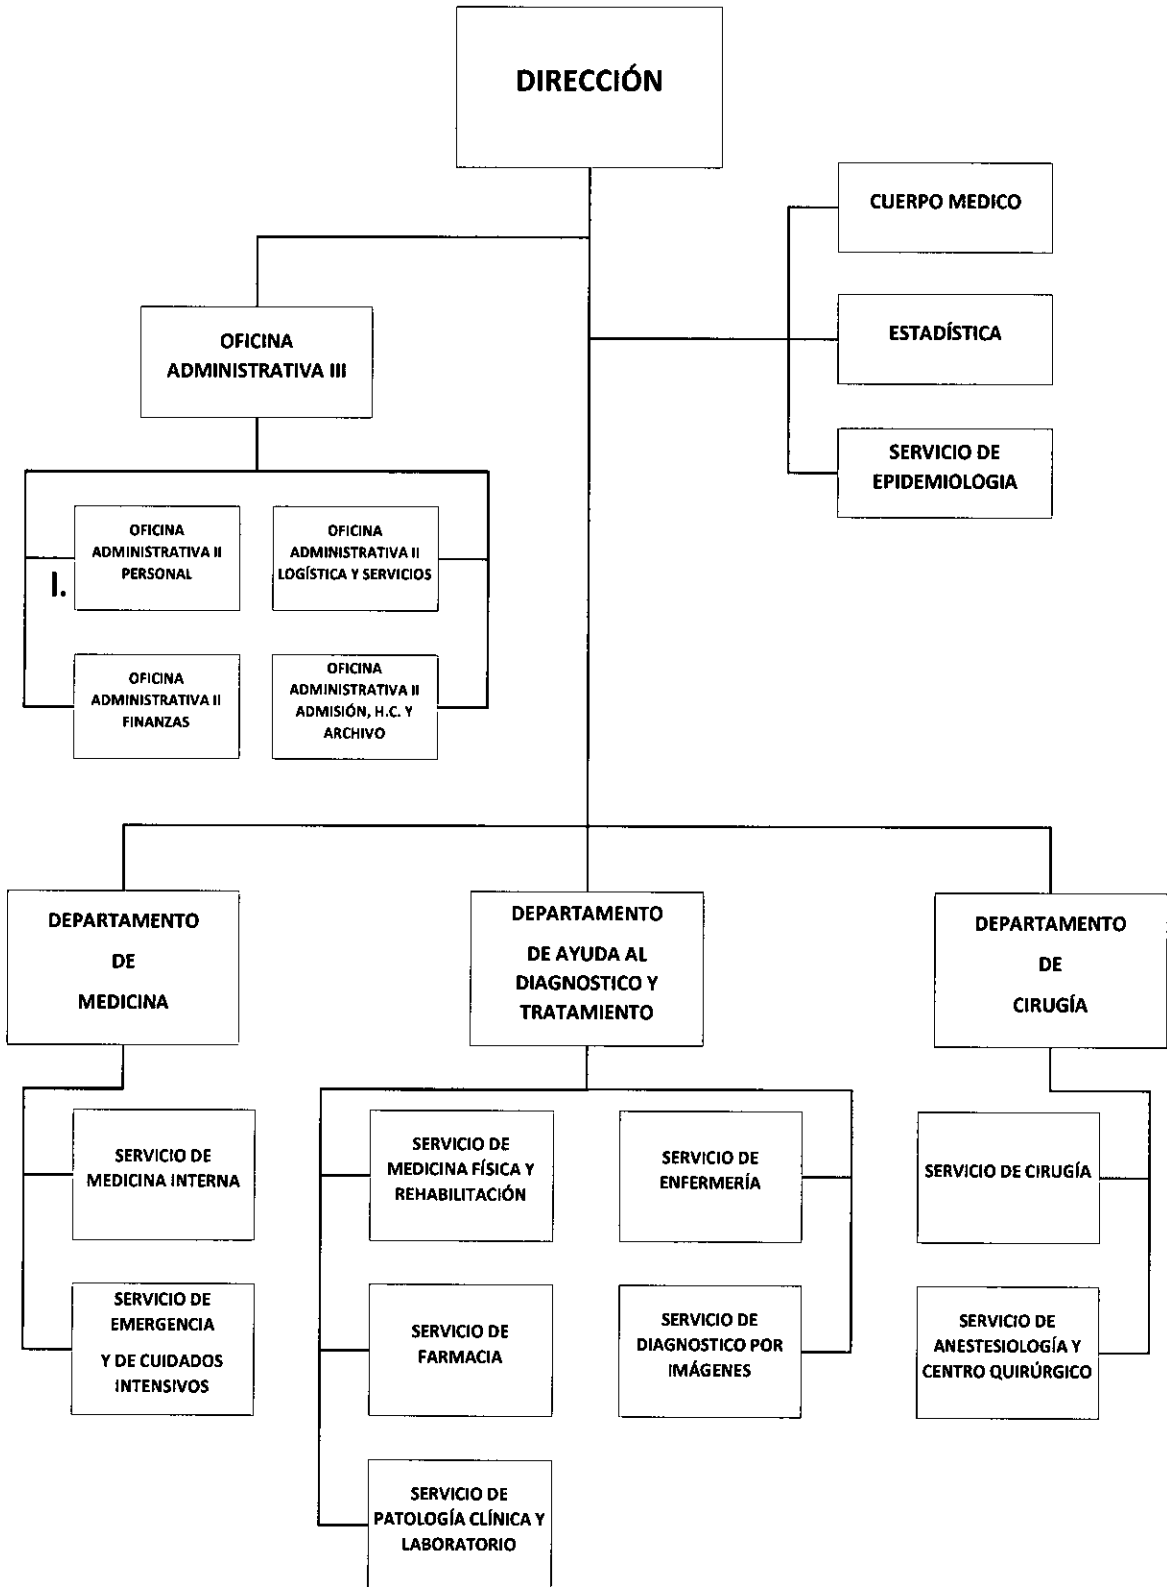 DIRECCIÓN
CUERPO MEDICO
OFICINA
ADMINISTRATIVA III
ESTADÍSTICA
SERVICIO DE
EPIDEMIOLOGIA
OFICINA
ADMINISTRATIVA II
PERSONAL
OFICINA
ADMINISTRATIVA II
LOGÍSTICA Y SERVICIOS
I.
OFICINA
ADMINISTRATIVA II
FINANZAS
OFICINA
ADMINISTRATIVA II
ADMISIÓN, H.C. Y
ARCHIVO
DEPARTAMENTO
DE
MEDICINA
DEPARTAMENTO
DE AYUDA AL
DIAGNOSTICO Y
TRATAMIENTO
DEPARTAMENTO
DE
CIRUGÍA
SERVICIO DE
MEDICINA INTERNA
SERVICIO DE
MEDICINA FÍSICA Y
REHABILITACIÓN
SERVICIO DE
ENFERMERÍA
SERVICIO DE CIRUGÍA
SERVICIO DE
EMERGENCIA
Y DE CUIDADOS
INTENSIVOS
SERVICIO DE
FARMACIA
SERVICIO DE
DIAGNOSTICO POR
IMÁGENES
SERVICIO DE
ANESTESIOLOGÍA Y
CENTRO QUIRÚRGICO
SERVICIO DE
PATOLOGÍA CLÍNICA Y
LABORATORIO